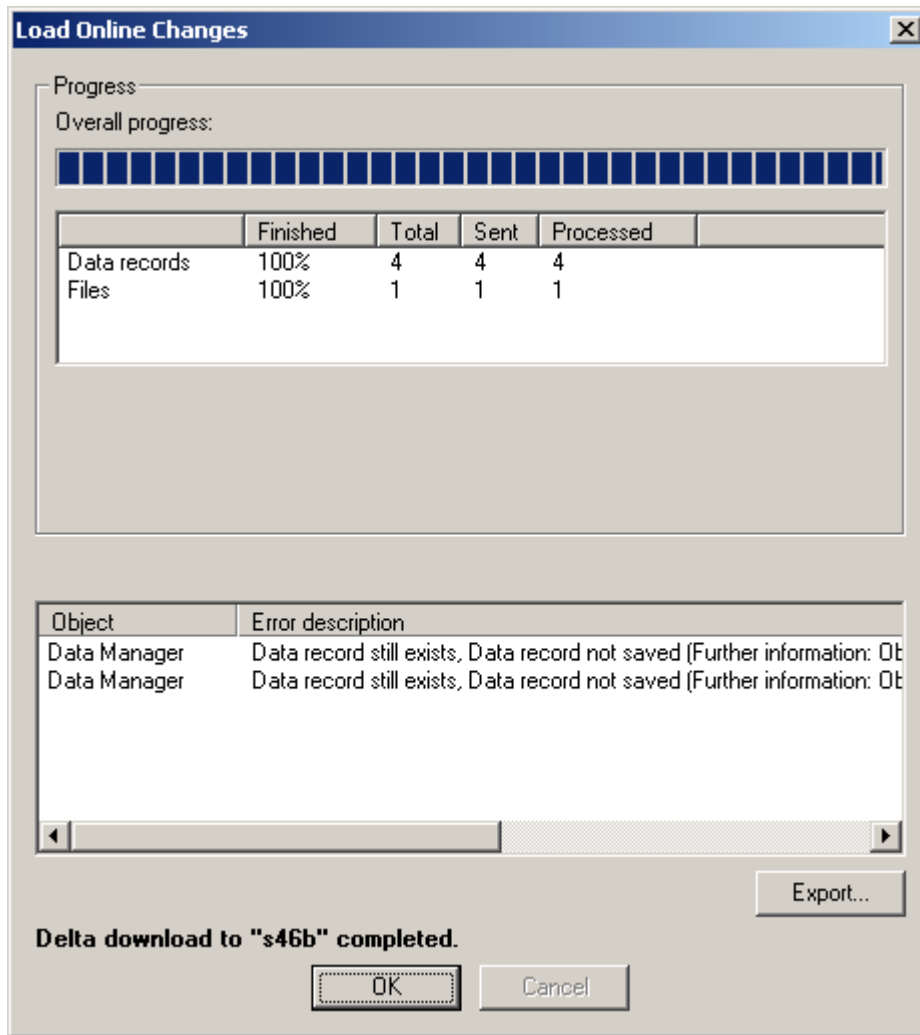 Load Online Changes
Progress
Overall progress:
Finished Total Sent Processed
Data records 100% 4 4 4
Files 100% 1 1 1
Object Error description
Data Manager Data record still exists, Data record not saved (Further information: Ob
Data Manager Data record still exists, Data record not saved (Further information: Ob
Export...
Delta download to "s46b" completed.
OK Cancel